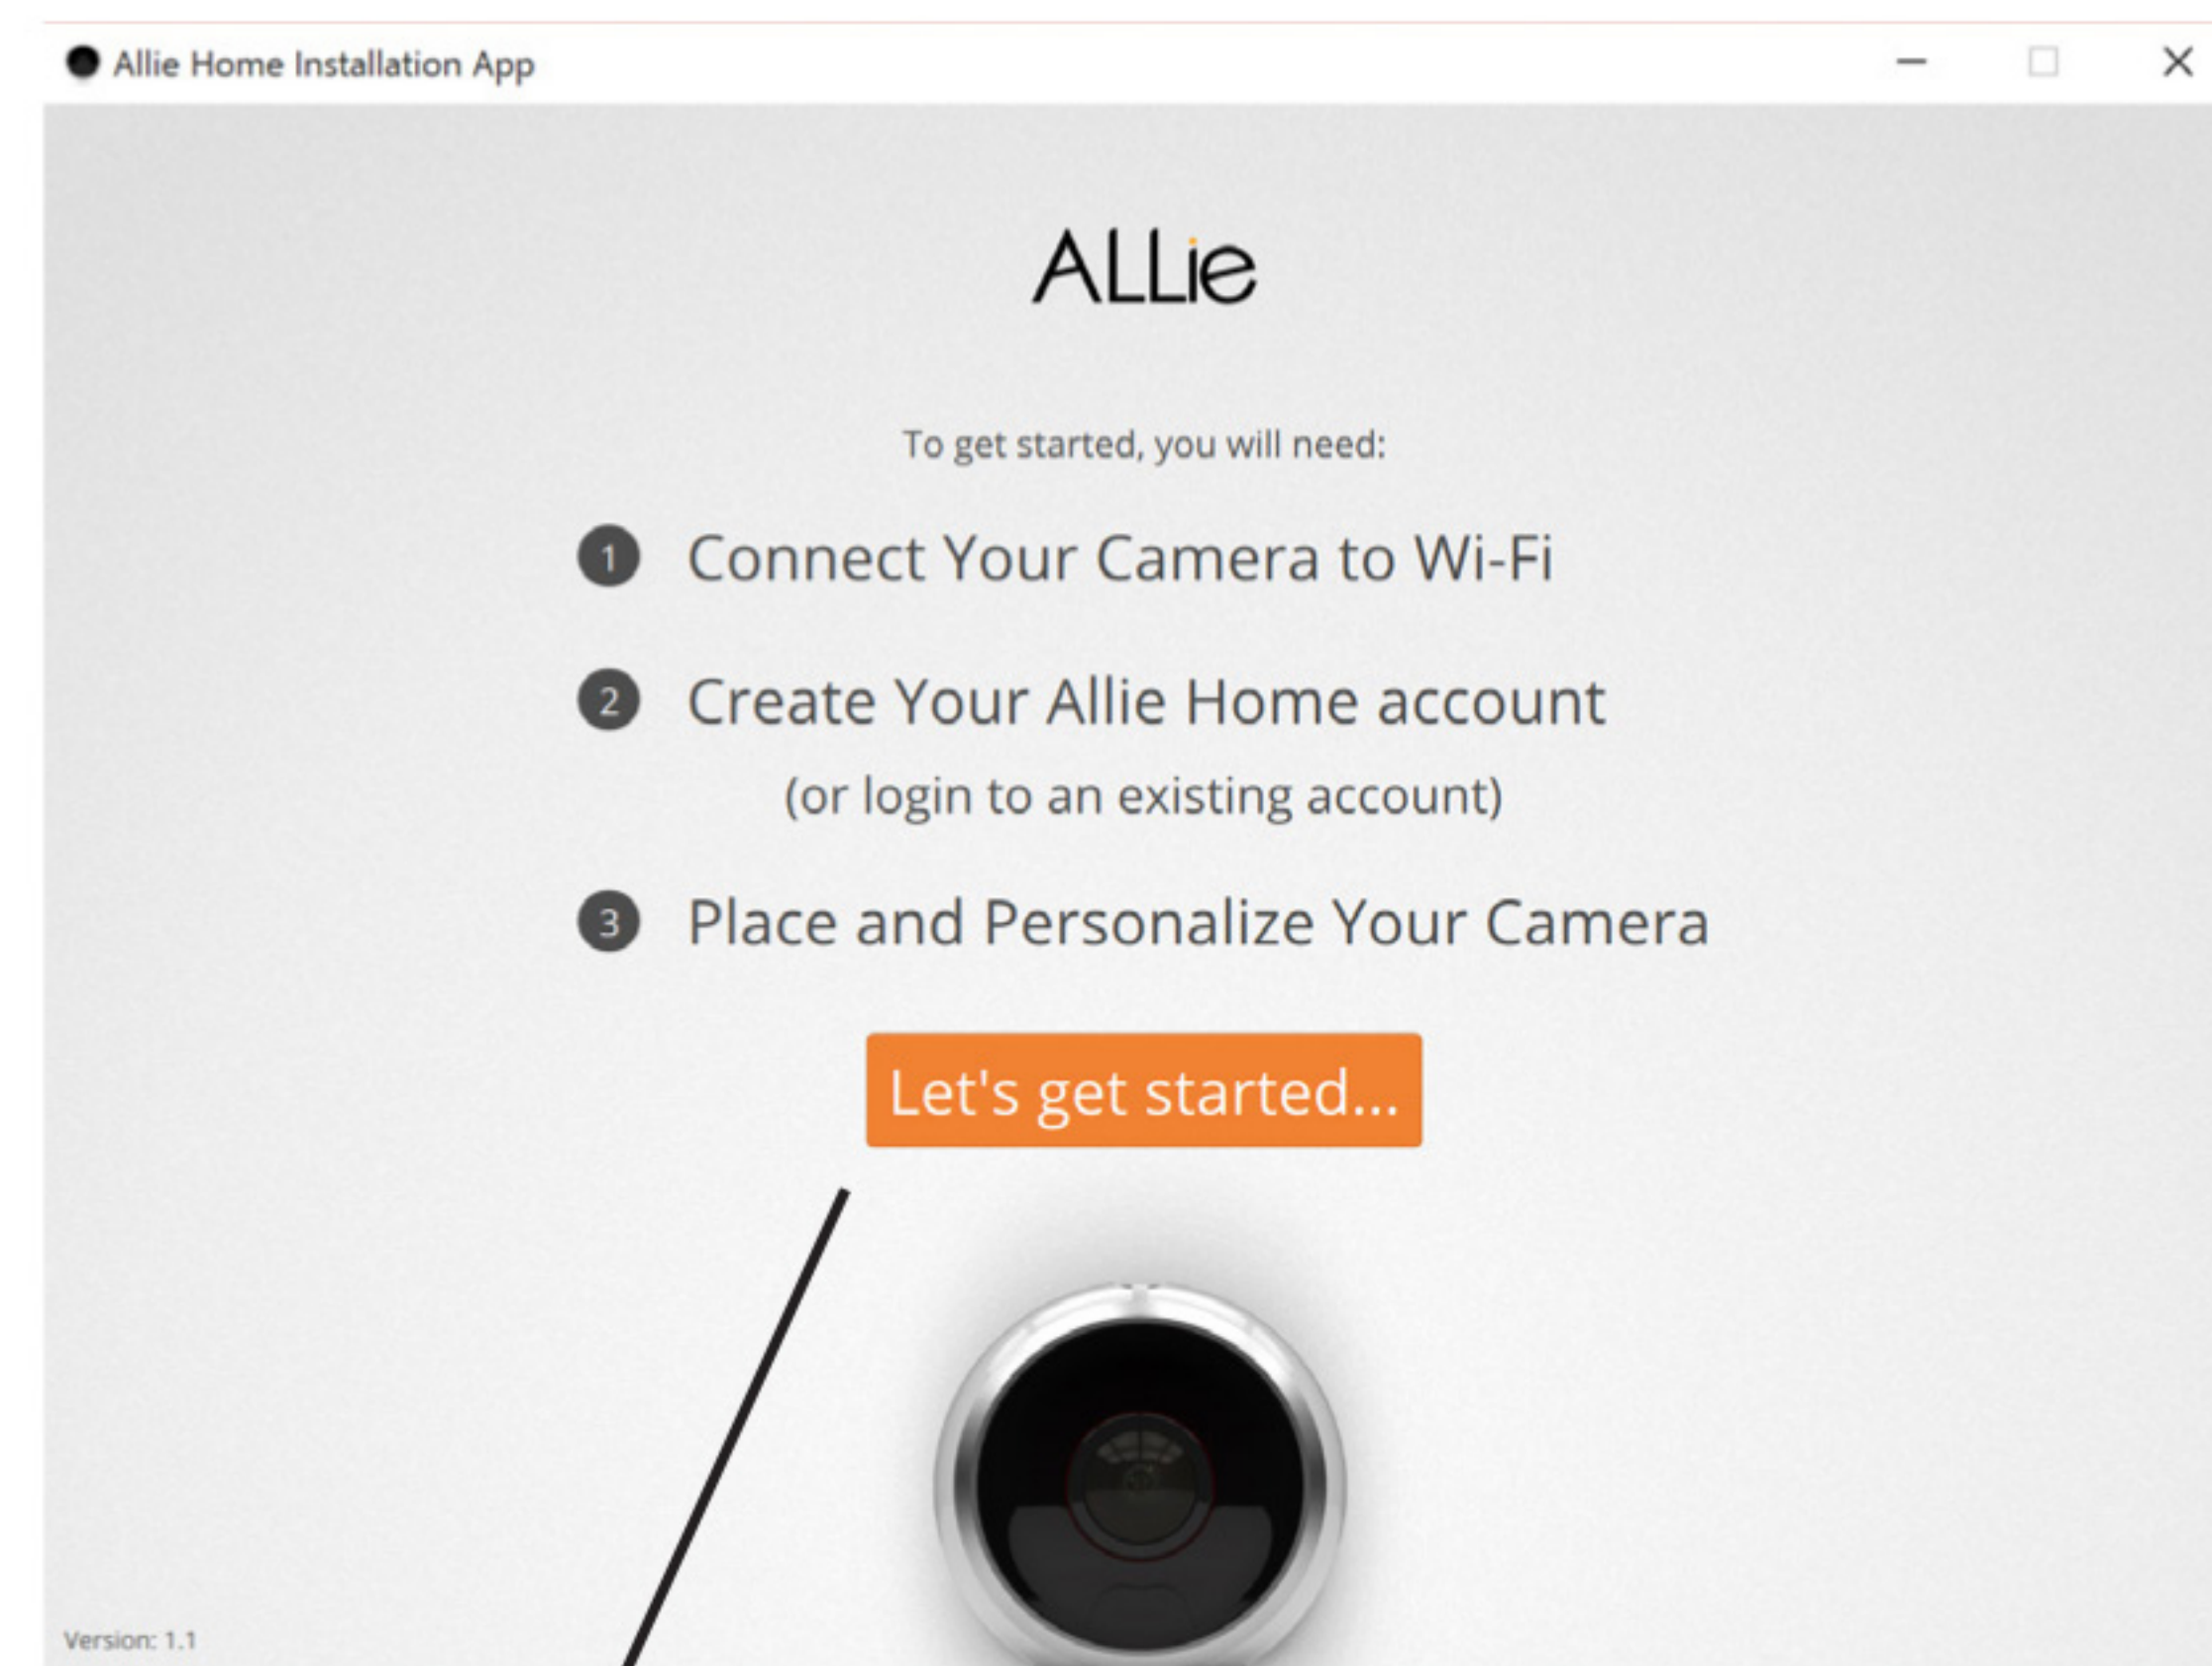 Allie Home Installation App
ALLie
To get started, you will need:
1 Connect Your Camera to Wi-Fi
2 Create Your Allie Home account
(or login to an existing account)
3 Place and Personalize Your Camera
Let's get started...
Version: 1.1